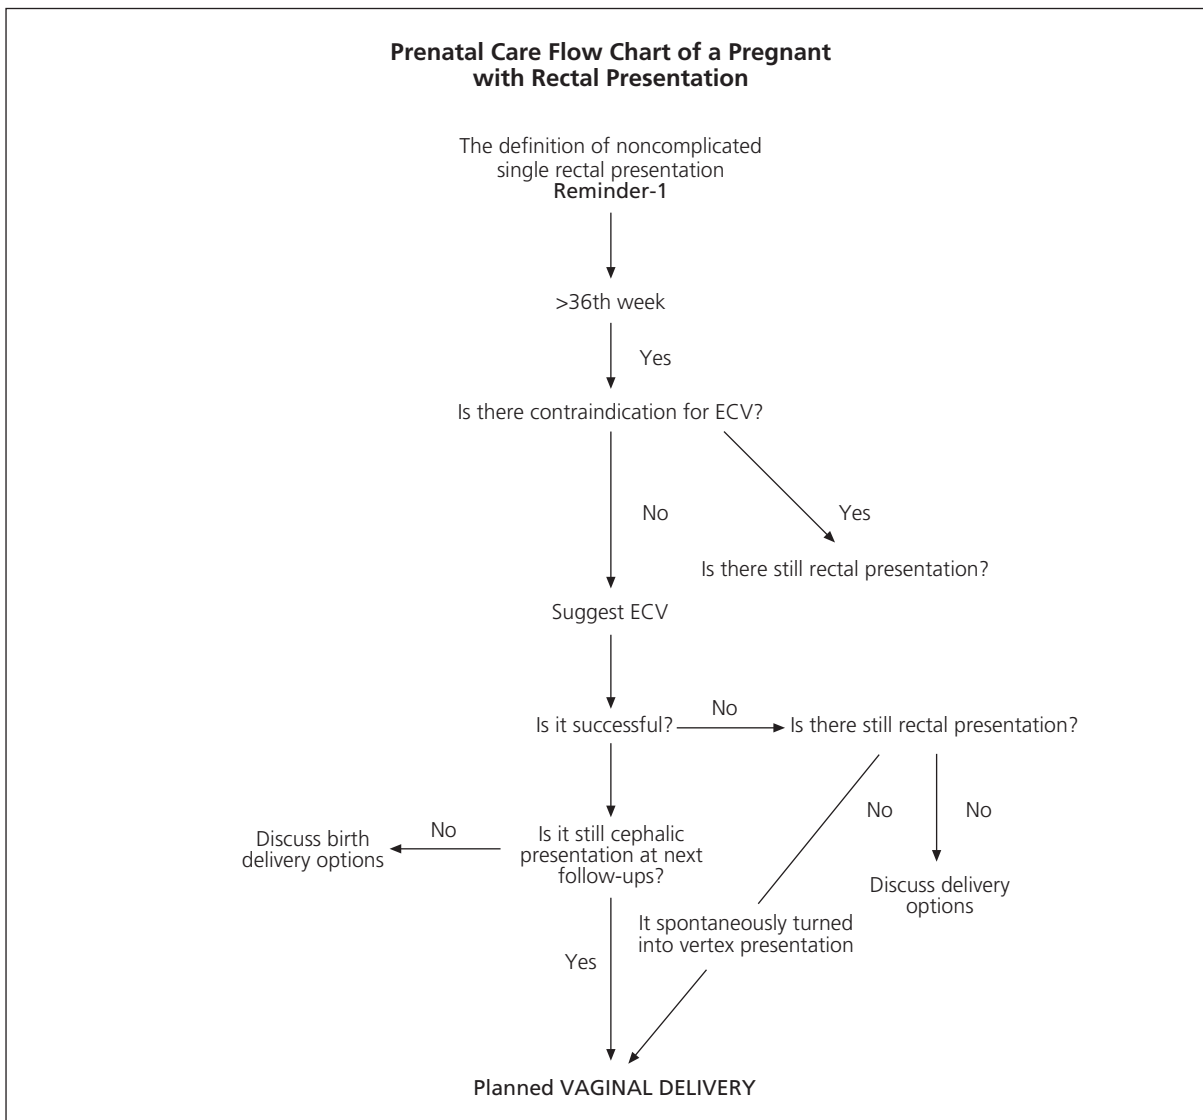 Prenatal Care Flow Chart of a Pregnant
with Rectal Presentation
The definition of noncomplicated
single rectal presentation
Reminder-1
>36th week
Yes
Is there contraindication for ECV?
No
Yes
Is there still rectal presentation?
Suggest ECV
Is it successful?
No
Is there still rectal presentation?
No
No
Discuss birth
delivery options
No
Is it still cephalic
presentation at next
follow-ups?
Discuss delivery
options
It spontaneously turned
into vertex presentation
Yes
Planned VAGINAL DELIVERY